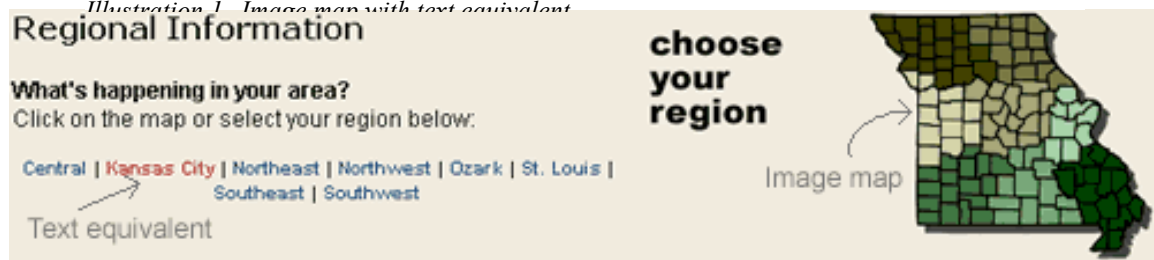 Illustration 1. Image map with text equivalent
Regional Information
What's happening in your area?
Click on the map or select your region below:
Central | Kansas City | Northeast | Northwest | Ozark | St. Louis |
Southeast | Southwest
Text equivalent
choose
your
region
Image map